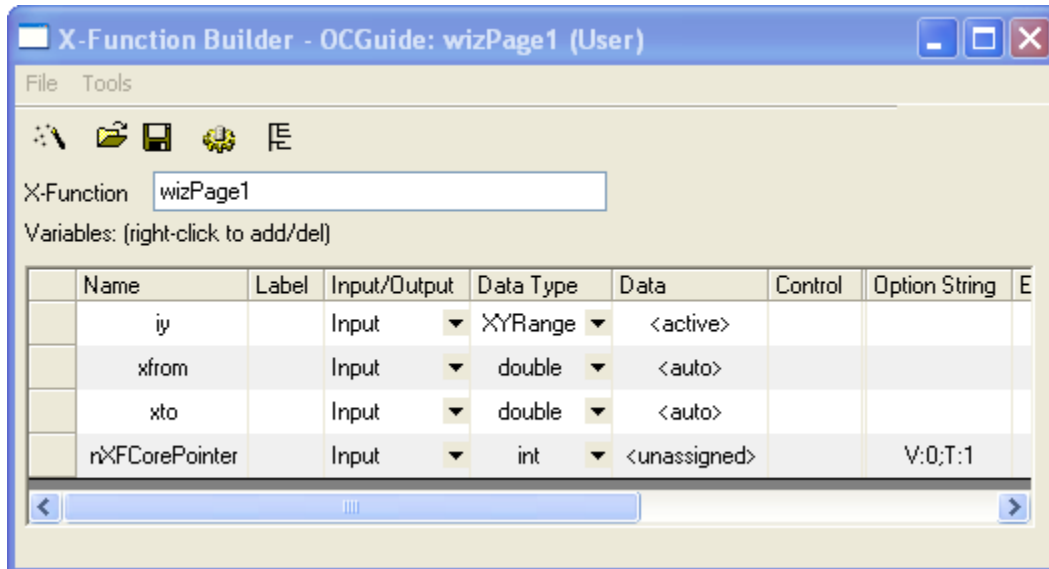 X-Function Builder - OCGuide: wizPage1 (User)
File Tools
X-Function wizPage1
Variables: (right-click to add/del)
Name Label Input/Output Data Type Data Control Option String E
iy Input XYRange <active>
xfrom Input double <auto>
xto Input double <auto>
nXFCorePointer Input int <unassigned> V:0;T:1